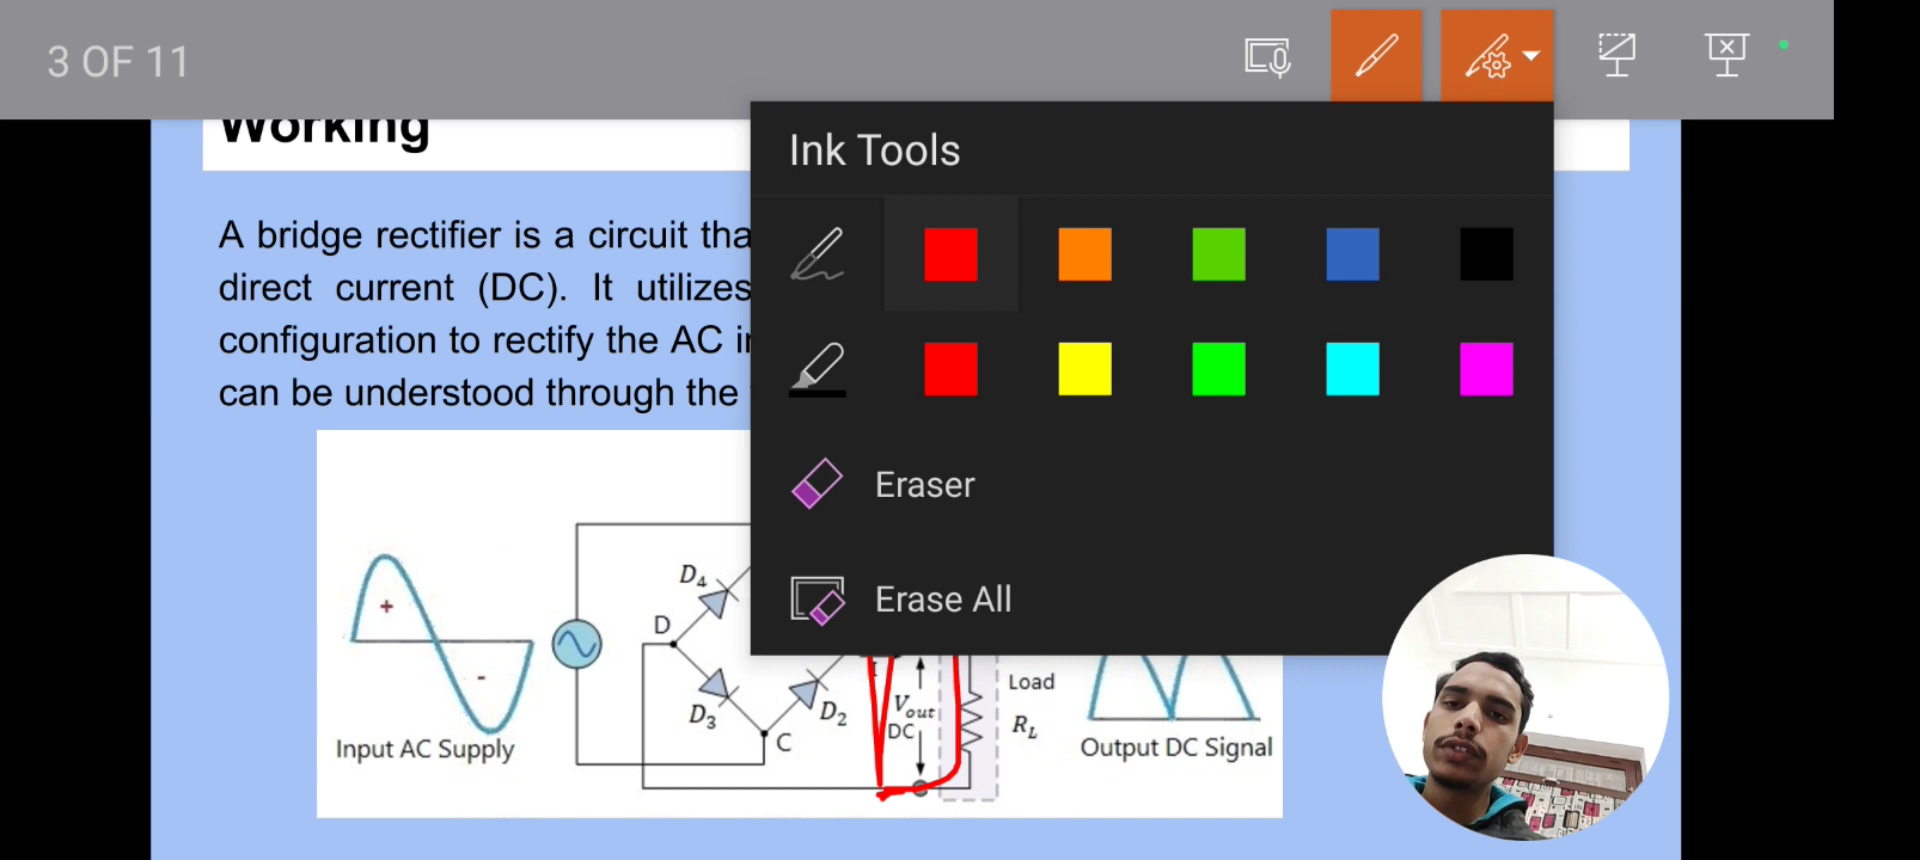 3 OF 11
Working
Ink Tools
A bridge rectifier is a circuit tha
direct current (DC). It utilizes
configuration to rectify the AC
can be understood through the
Eraser
Erase All
D4
D
D3
D2
C
Vout
DC
Load
RL
+
-
Input AC Supply
Output DC Signal